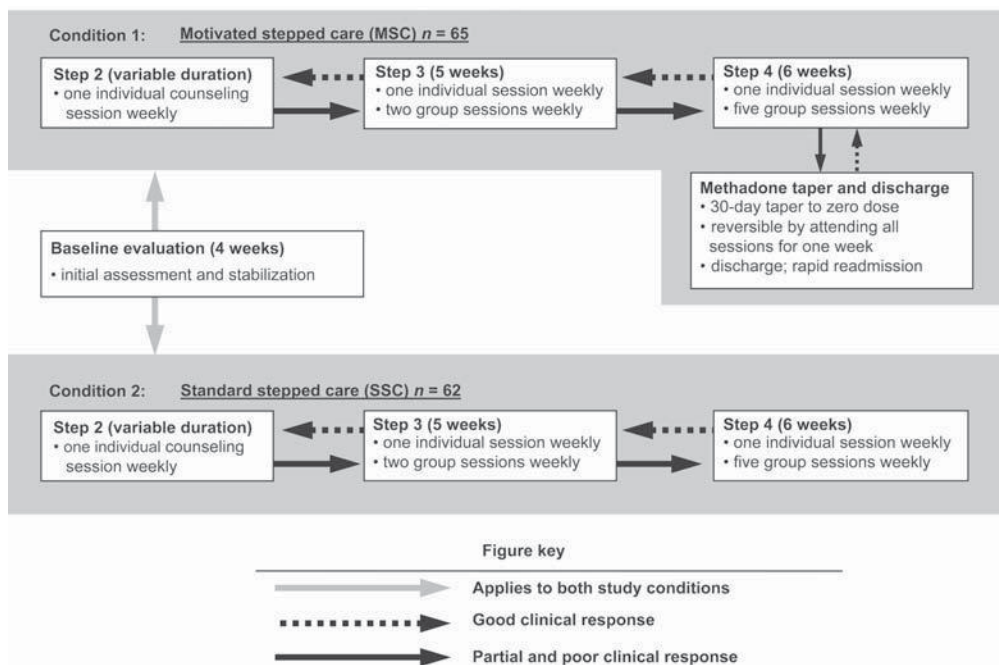 Condition 1: Motivated stepped care (MSC) n = 65
Step 2 (variable duration)
• one individual counseling
session weekly
Step 3 (5 weeks)
• one individual session weekly
• two group sessions weekly
Step 4 (6 weeks)
• one individual session weekly
• five group sessions weekly
Methadone taper and discharge
• 30-day taper to zero dose
• reversible by attending all
sessions for one week
• discharge; rapid readmission
Baseline evaluation (4 weeks)
• initial assessment and stabilization
Condition 2: Standard stepped care (SSC) n = 62
Step 2 (variable duration)
• one individual counseling
session weekly
Step 3 (5 weeks)
• one individual session weekly
• two group sessions weekly
Step 4 (6 weeks)
• one individual session weekly
• five group sessions weekly
Figure key
Applies to both study conditions
Good clinical response
Partial and poor clinical response